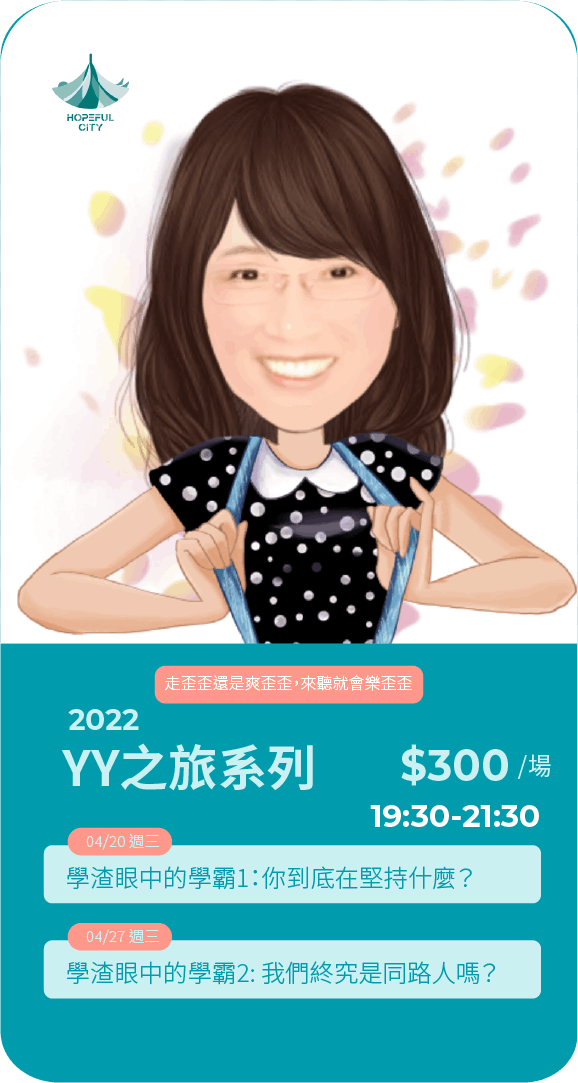 HOPEFUL
CITY
走歪歪還是爽歪歪，來聽就會樂歪歪
2022
YY之旅系列
$300 /場
19:30-21:30
04/20 週三
學渣眼中的學霸1：你到底在堅持什麼？
04/27 週三
學渣眼中的學霸2: 我們終究是同路人嗎？